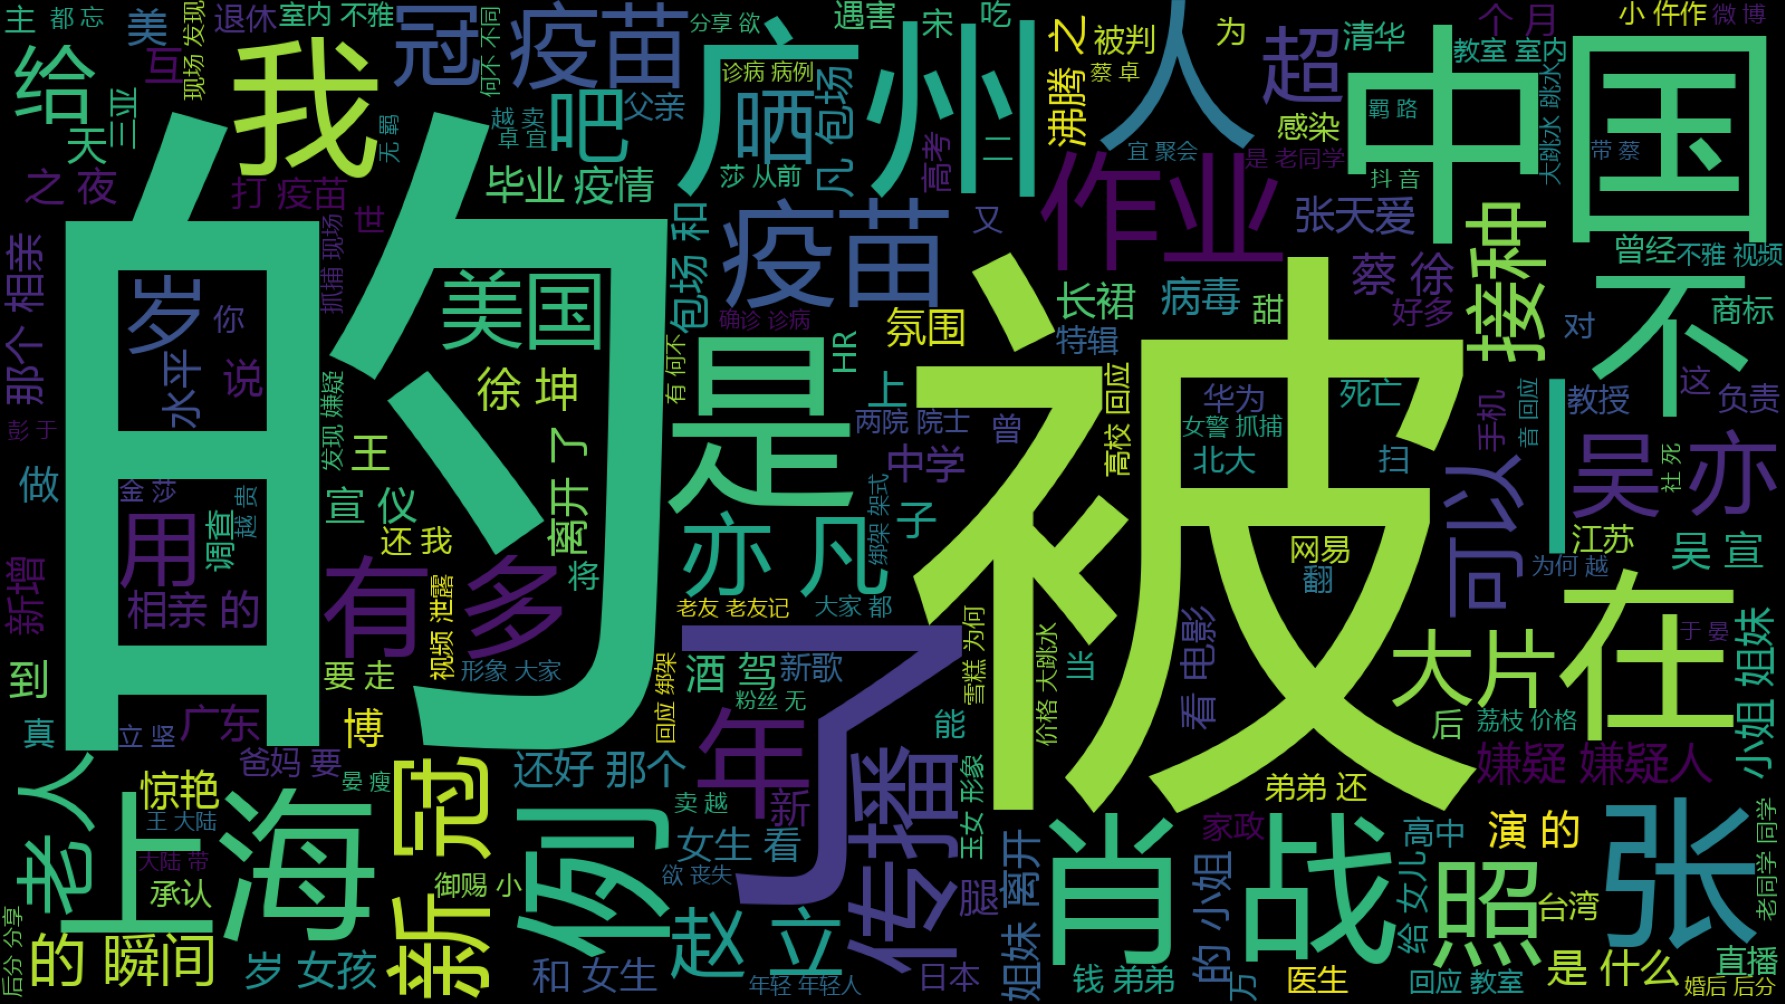 主 都 忘
美
退休
室内 不雅
冠 疫苗
分享 欲
遇害
宋
吃
之
沸腾
被判
为
个 月
小 仵作
微 博
给
互
现场 发现
我
何不 不同
诊病 病例
广州
人
蔡 卓
超
清华
教室 室内
中国
天
三亚
无 羁
越 卖
卓 宜
吧
父亲
晒
凡 包场
高考
二
宜 聚会
感染
是 老同学
羁 路
大跳水 跳水
带 蔡
之 夜
打 疫苗
世
毕业 疫情
莎 从前
抖 音
作业
张天爱
那个 相亲
抓捕 现场
包场 和
疫苗
又
接种
曾经
不雅 视频
岁
你
美国
确诊 诊病
氛围
长裙
病毒
甜
蔡 徐
好多
不
商标
对
的
水平
说
发现 嫌疑
徐 坤
有 何不
是
HR
特辑
上
高校 回应
华为
死亡
手机
音 回应
教授
这
负责
彭 于
王
离开 了
两院 院士
曾
中学
女警 抓捕
北大
扫
被
做
金 莎
越 贵
宣 仪
绑架 架式
子
可以
吴 亦
社 死
用
调查
还 我
亦 凡
网易
翻
江苏
吴 宣
为何 越
新增
相亲 的
有 多
视频 泄露
将
老友 老友记
大家 都
雪糕 为何
看 电影
在
于 晏
小姐 姐妹
到
要 走
形象 大家
回应 绑架
酒 驾
新歌
了
价格 大跳水
当
大片
粉丝 无
真
立 坚
广东
博
能
后
荔枝 价格
老人
爸妈 要
晏 瘦
还好 那个
年
新
玉女 形象
弟弟 还
嫌疑 嫌疑人
惊艳
王 大陆
上海
新冠
例
卖 越
传播
家政
高中
演 的
张
老同学 同学
大陆 带
承认
御赐 小
女生 看
欲 丧失
腿
姐妹 离开
肖战
的 小姐
给 女儿
照
台湾
后分 分享
的 瞬间
岁 女孩
和 女生
赵 立
年轻 年轻人
日本
钱 弟弟
万
医生
回应 教室
是 什么
直播
婚后 后分